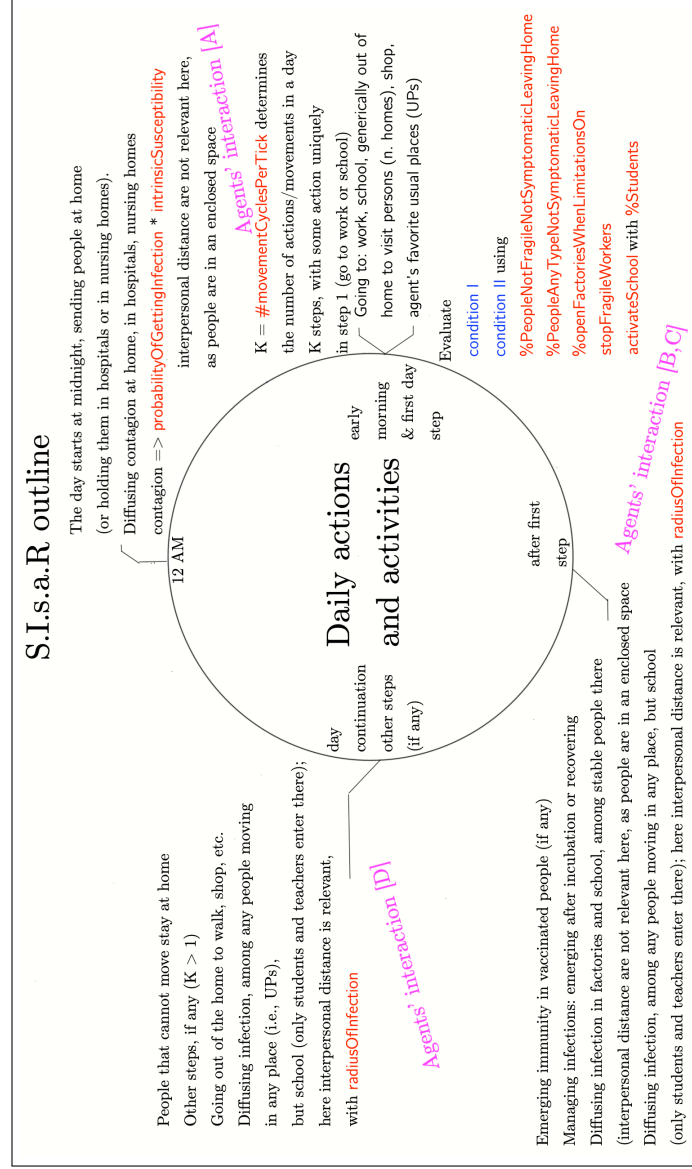 S.I.s.a.R outline
The day starts at midnight, sending people at home
(or holding them in hospitals or in nursing homes).
Diffusing contagion at home, in hospitals, nursing homes
contagion => probabilityOfGettingInfection * intrinsicSusceptibility
interpersonal distance are not relevant here,
as people are in an enclosed space
Agents' interaction [A]
12 AM
K = #movementCyclesPerTick determines
the number of actions/movements in a day
K steps, with some action uniquely
in step 1 (go to work or school)
Going to: work, school, generically out of
home to visit persons (n. homes), shop,
agent's favorite usual places (UPs)
early
morning
& first day
step
Evaluate
condition I
condition II using
%PeopleNotFragileNotSymptomaticLeavingHome
%PeopleAnyTypeNotSymptomaticLeavingHome
%openFactoriesWhenLimitationsOn
stopFragileWorkers
activateSchool with %Students
Daily actions
and activities
after first
step
Agents' interaction [B,C]
Emerging immunity in vaccinated people (if any)
Managing infections: emerging after incubation or recovering
Diffusing infection in factories and school, among stable people there
(interpersonal distance are not relevant here, as people are in an enclosed space
Diffusing infection, among any people moving in any place, but school
(only students and teachers enter there); here interpersonal distance is relevant, with radiusOfInfection
day
continuation
other steps
(if any)
People that cannot move stay at home
Other steps, if any (K > 1)
Going out of the home to walk, shop, etc.
Diffusing infection, among any people moving
in any place (i.e., UPs),
but school (only students and teachers enter there);
here interpersonal distance is relevant,
with radiusOfInfection
Agents' interaction [D]